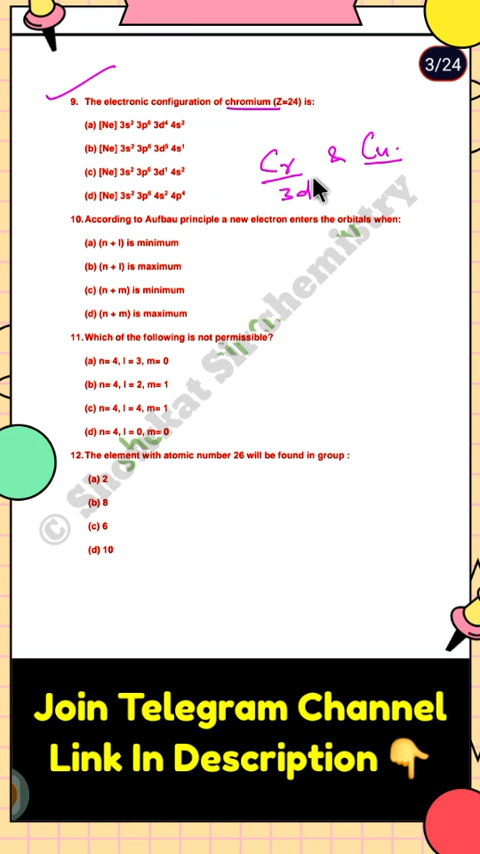 3/24
9. The electronic configuration of chromium (Z=24) is:
(a) [Ne] 3s² 3p⁶ 3d⁴ 4s²
(b) [Ne] 3s² 3p⁶ 3d⁵ 4s¹
(c) [Ne] 3s² 3p⁶ 3d¹ 4s²
(d) [Ne] 3s² 3p⁶ 4s² 4p⁴
Cr & Cu.
3d
10. According to Aufbau principle a new electron enters the orbitals when:
(a) (n + l) is minimum
(b) (n + l) is maximum
(c) (n + m) is minimum
(d) (n + m) is maximum
11. Which of the following is not permissible?
(a) n= 4, l = 3, m= 0
(b) n= 4, l = 2, m= 1
(c) n= 4, l = 4, m= 1
(d) n= 4, l = 0, m= 0
12. The element with atomic number 26 will be found in group :
(a) 2
(b) 8
(c) 6
(d) 10
Join Telegram Channel
Link In Description 👇